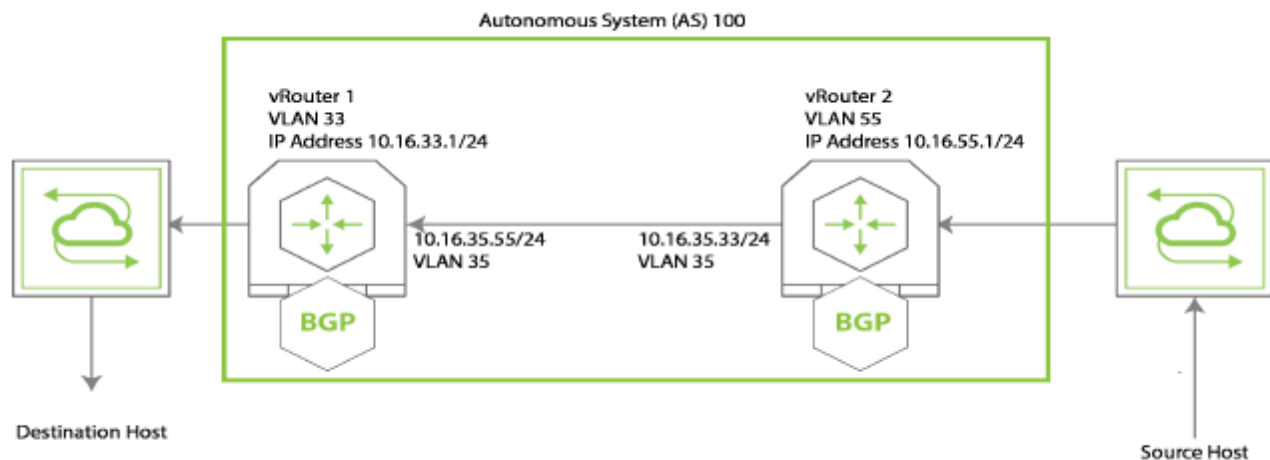 Autonomous System (AS) 100
vRouter 1
VLAN 33
IP Address 10.16.33.1/24
vRouter 2
VLAN 55
IP Address 10.16.55.1/24
10.16.35.55/24
VLAN 35
10.16.35.33/24
VLAN 35
BGP
BGP
Destination Host
Source Host